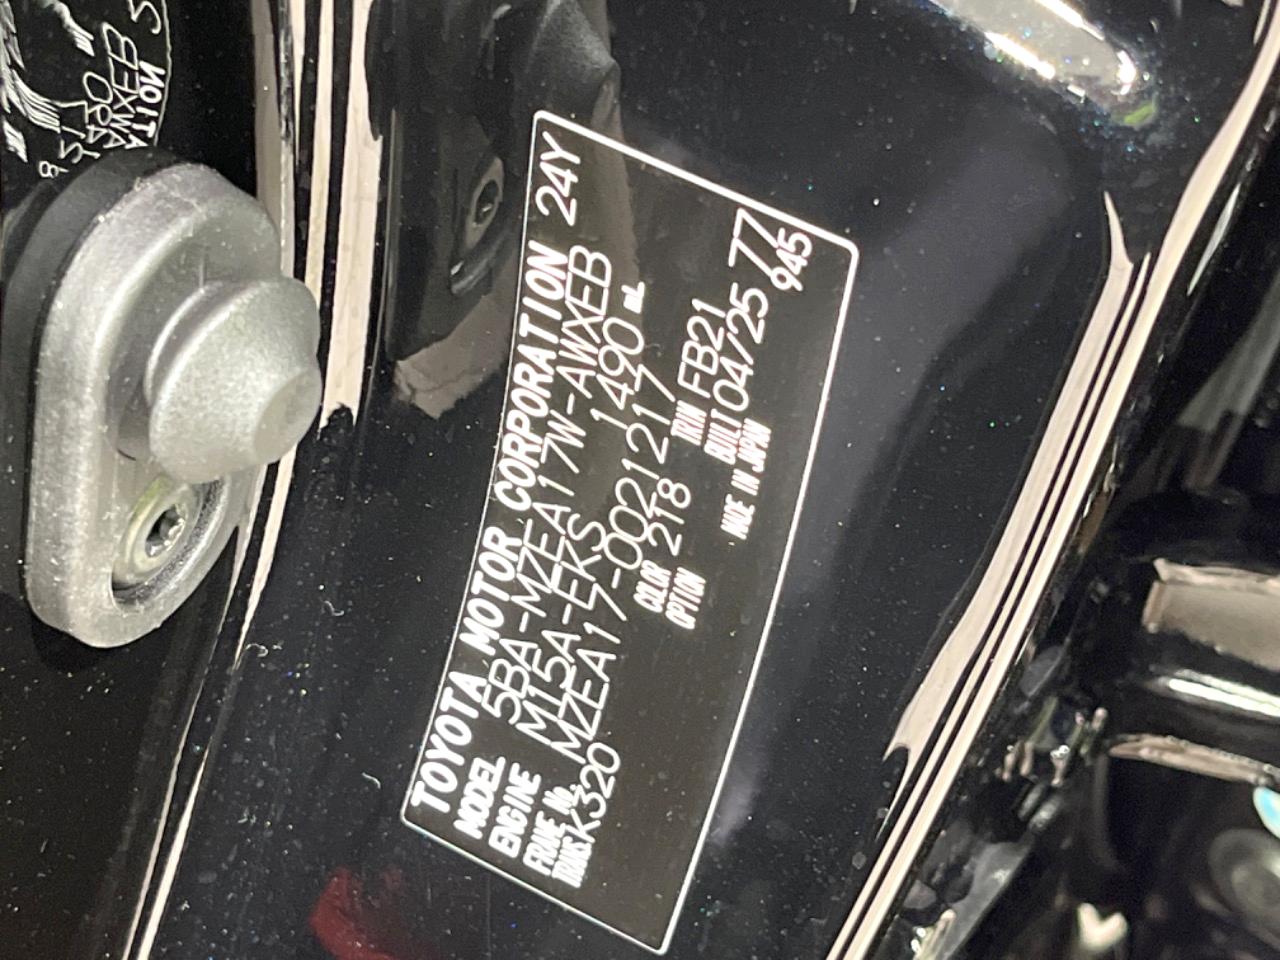 TOYOTA MOTOR CORPORATION 24Y
MODEL 5BA-MZEA17W-AWXEB
ENGINE M15A-FKS 1490 mL
FRAME No. MZEA17-0021217
TRANS. K320
COLOR 218 TRIM FB21
OPTION BUILT 04/25 77
MADE IN JAPAN 945